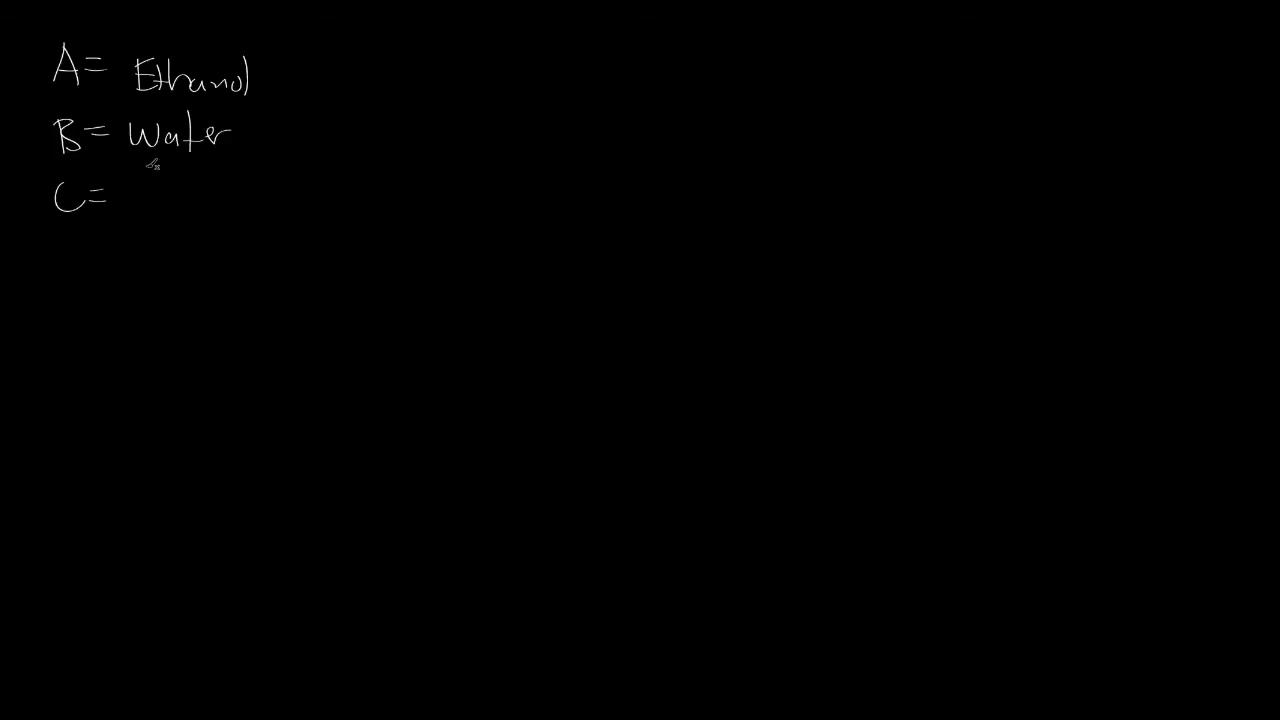 A= Ethanol
B= Water
C=